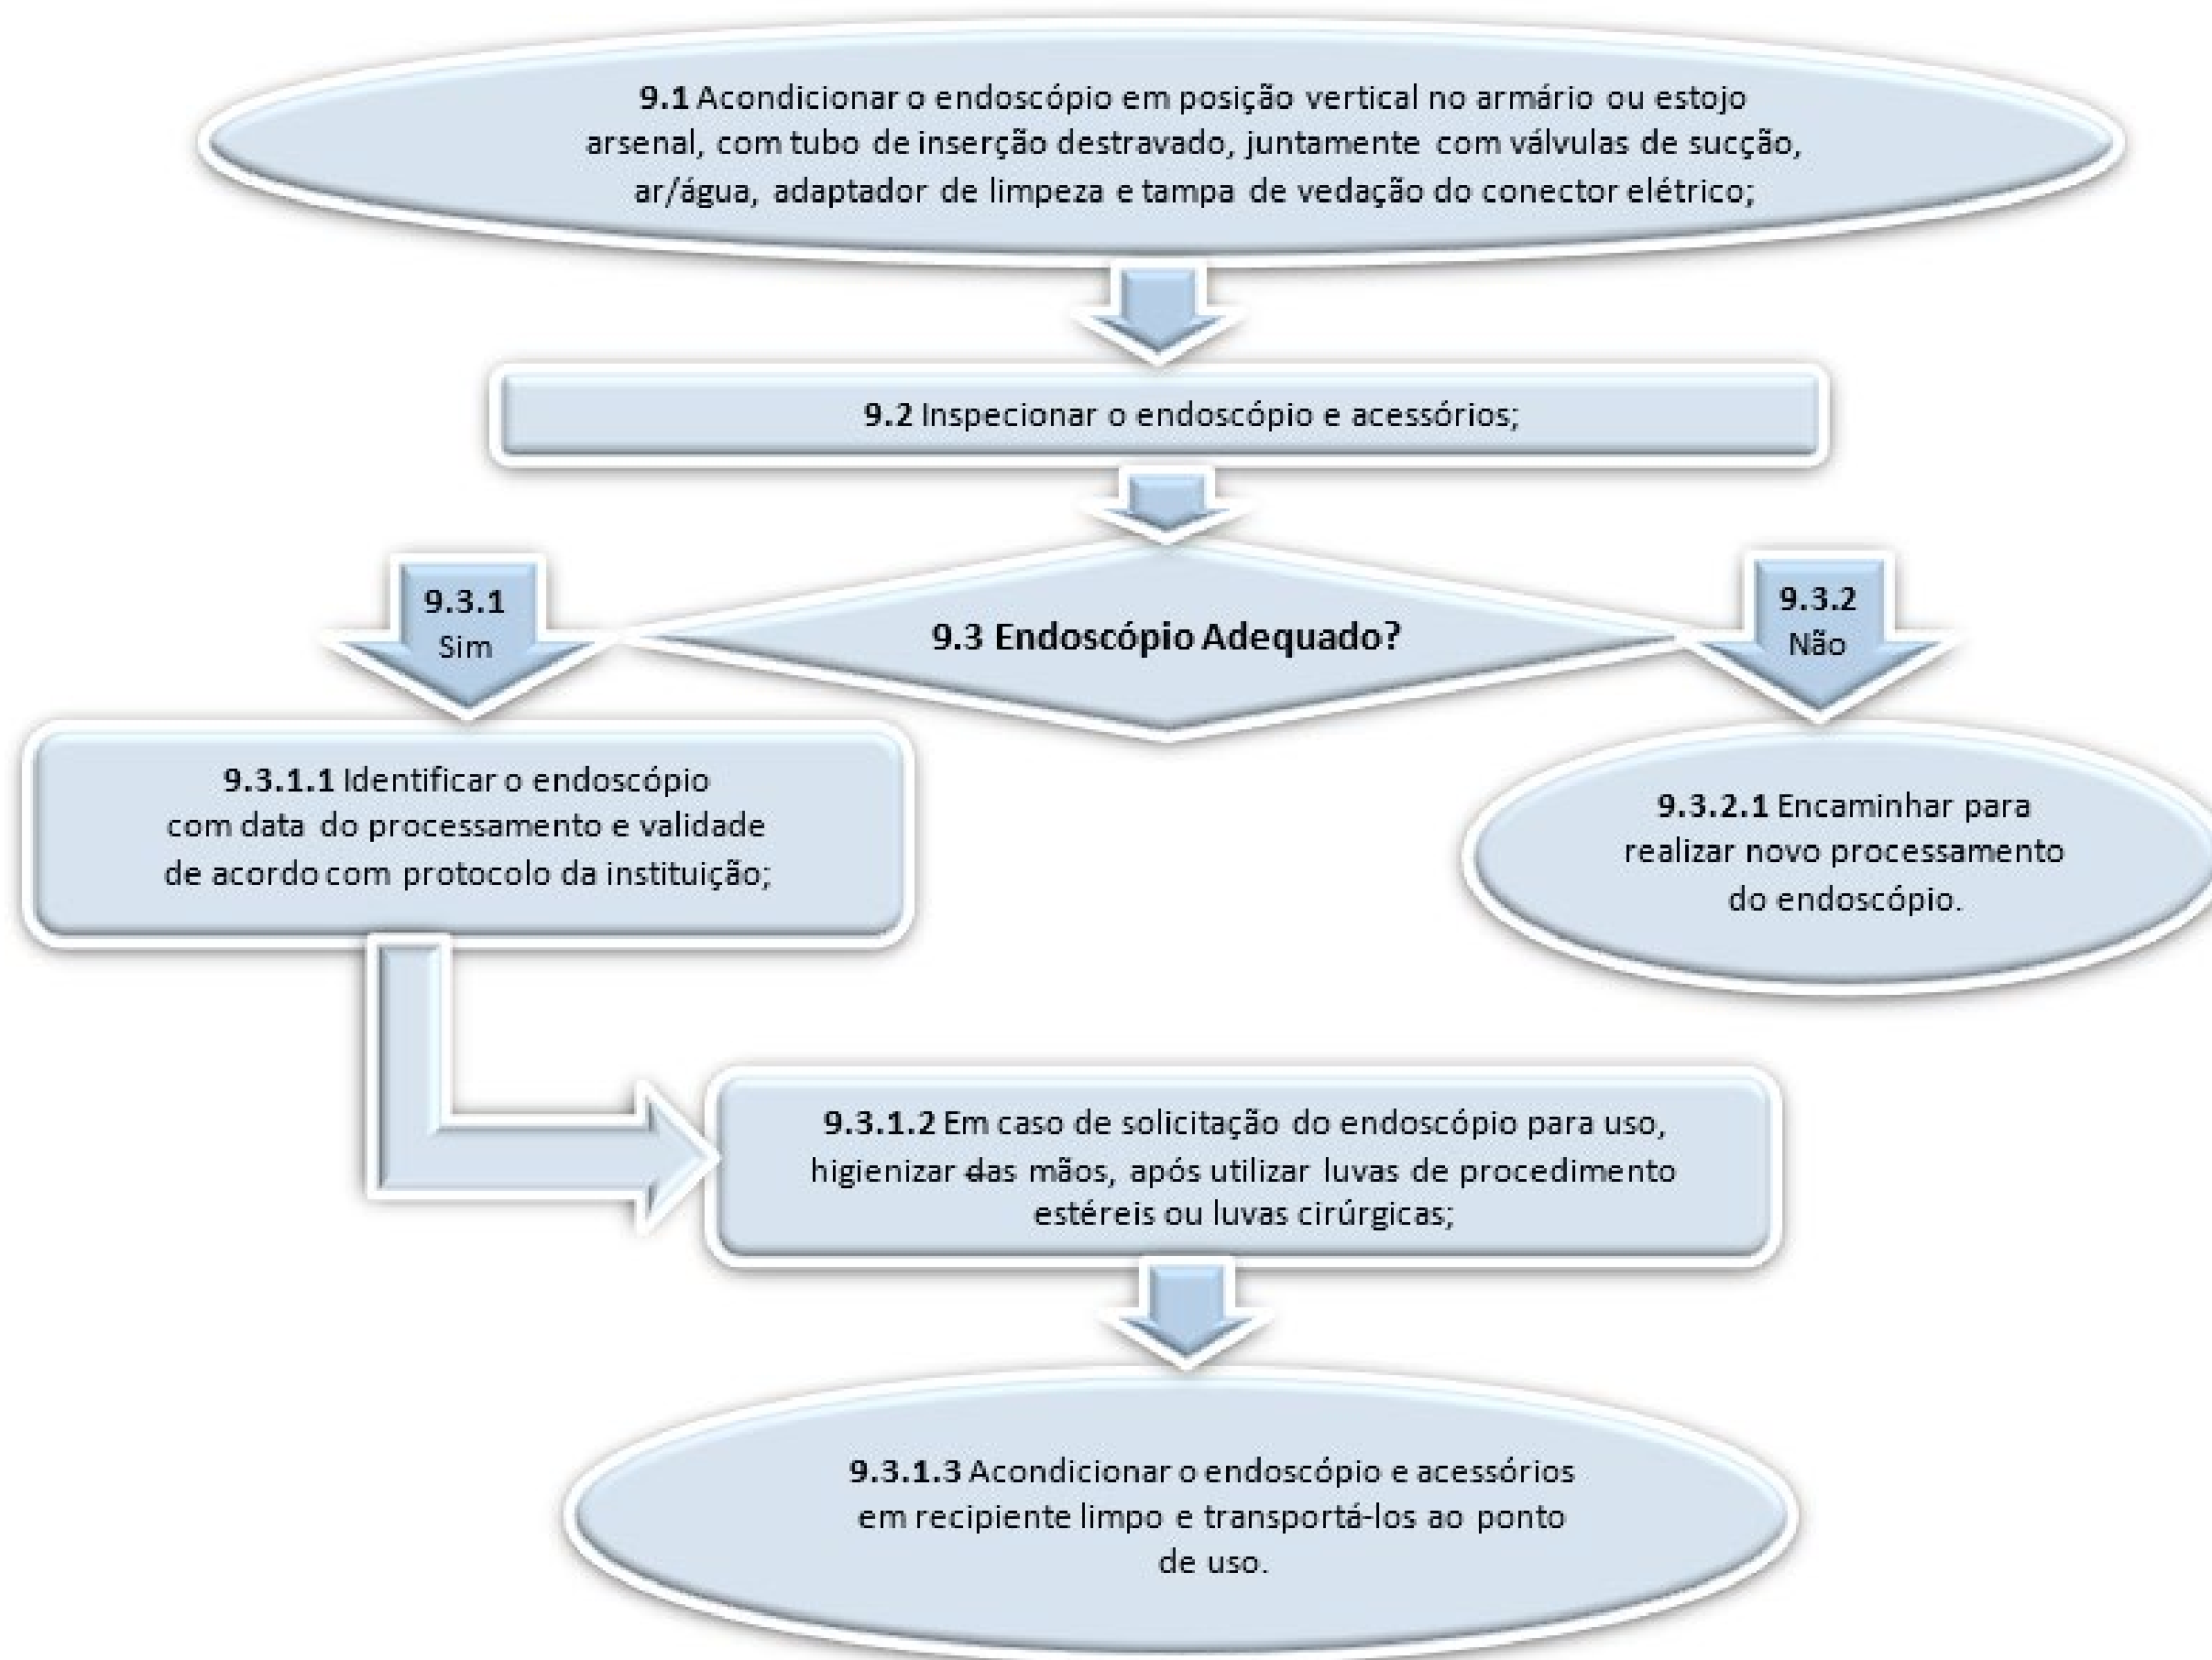 9.1 Acondicionar o endoscópio em posição vertical no armário ou estojo
arsenal, com tubo de inserção destravado, juntamente com válvulas de sucção,
ar/água, adaptador de limpeza e tampa de vedação do conector elétrico;
9.2 Inspecionar o endoscópio e acessórios;
9.3 Endoscópio Adequado?
9.3.1
Sim
9.3.2
Não
9.3.1.1 Identificar o endoscópio
com data do processamento e validade
de acordo com protocolo da instituição;
9.3.2.1 Encaminhar para
realizar novo processamento
do endoscópio.
9.3.1.2 Em caso de solicitação do endoscópio para uso,
higienizar das mãos, após utilizar luvas de procedimento
estéreis ou luvas cirúrgicas;
9.3.1.3 Acondicionar o endoscópio e acessórios
em recipiente limpo e transportá-los ao ponto
de uso.